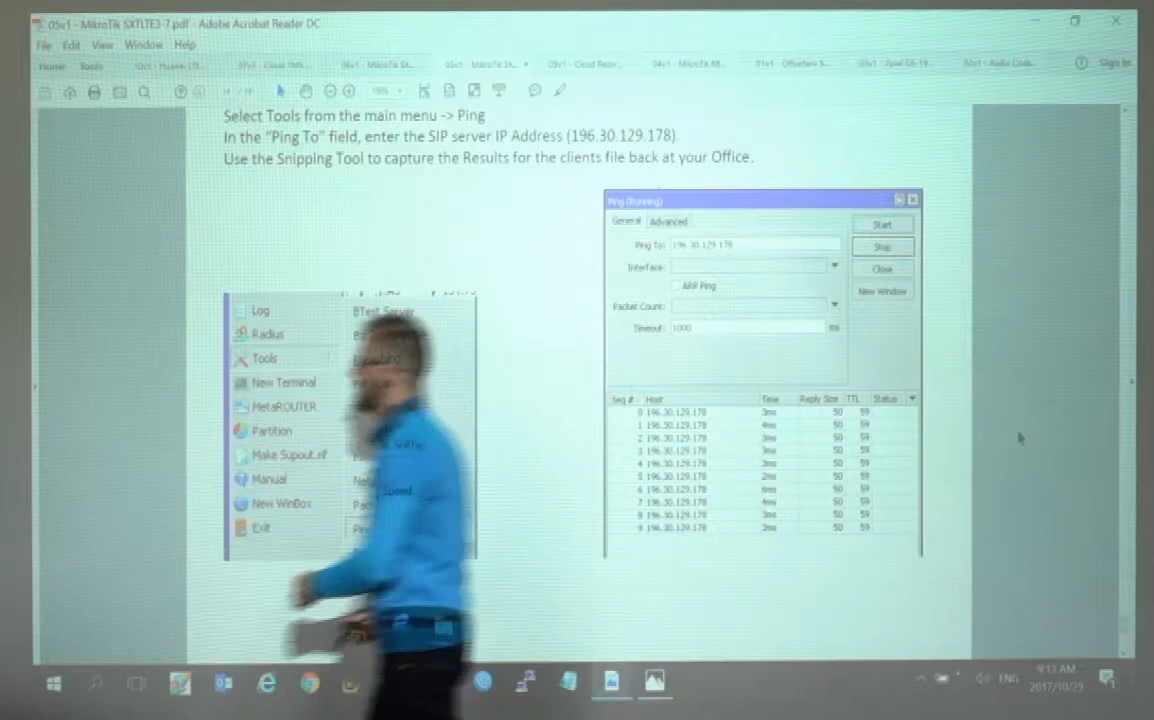 05v1 - MikroTik SXTLTE3-7.pdf - Adobe Acrobat Reader DC
File Edit View Window Help
Home Tools Sign In
Select Tools from the main menu -> Ping
In the "Ping To" field, enter the SIP server IP Address (196.30.129.178).
Use the Snipping Tool to capture the Results for the clients file back at your Office.
Log
Radius
Tools
New Terminal
MetaROUTER
Partition
Make Supout.rif
Manual
New WinBox
Exit
BTest Server
Speed
Ping (Running)
General Advanced
Ping To: 196.30.129.178
Interface:
ARP Ping
Packet Count:
Timeout: 1000 ms
Start
Stop
Close
New Window
Seq # Host Time Reply Size TTL Status
0 196.30.129.178 3ms 50 59
1 196.30.129.178 4ms 50 59
2 196.30.129.178 3ms 50 59
3 196.30.129.178 3ms 50 59
4 196.30.129.178 3ms 50 59
5 196.30.129.178 2ms 50 59
6 196.30.129.178 6ms 50 59
7 196.30.129.178 4ms 50 59
8 196.30.129.178 3ms 50 59
9 196.30.129.178 3ms 50 59
ENG
9:13 AM
2017/10/29